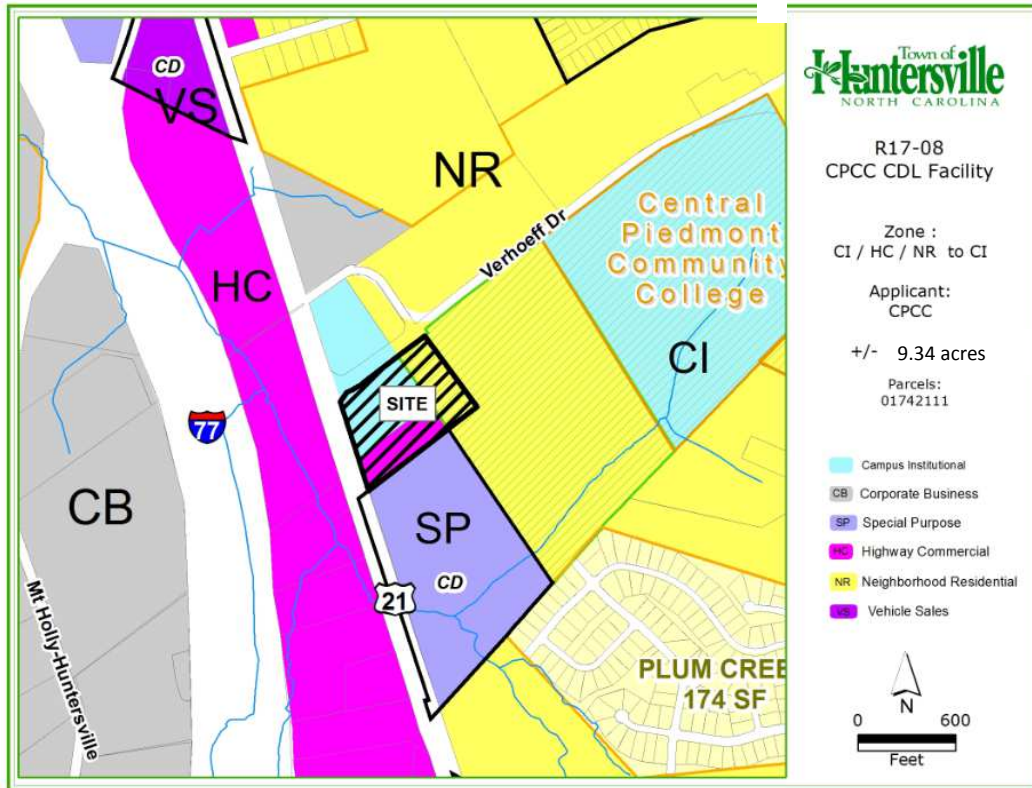 CD
VS
NR
HC
Verhoeff Dr
Central
Piedmont
Community
College
CI
SITE
77
CB
SP
CD
21
Mt Holly-Huntersville
PLUM CREE
174 SF
Town of
Huntersville
NORTH CAROLINA
R17-08
CPCC CDL Facility
Zone :
CI / HC / NR to CI
Applicant:
CPCC
+/- 9.34 acres
Parcels:
01742111
Campus Institutional
CB Corporate Business
SP Special Purpose
HC Highway Commercial
NR Neighborhood Residential
VS Vehicle Sales
N
0 600
Feet